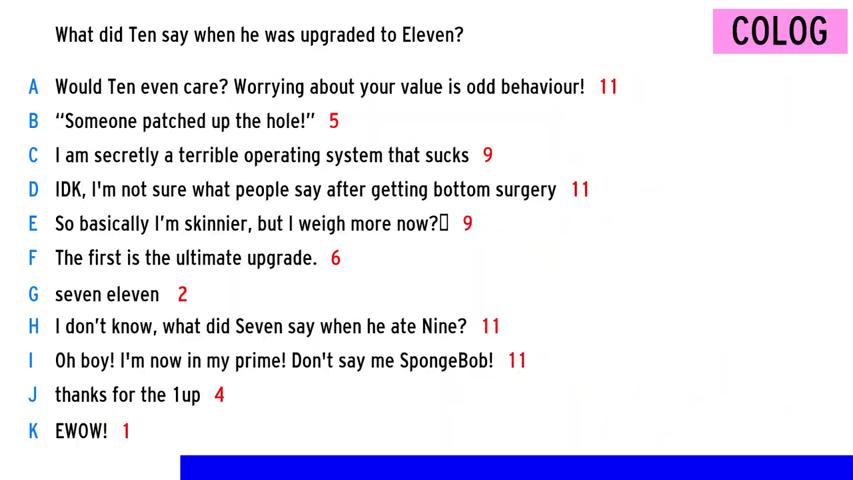 What did Ten say when he was upgraded to Eleven?
COLOG
A Would Ten even care? Worrying about your value is odd behaviour! 11
B “Someone patched up the hole!” 5
C I am secretly a terrible operating system that sucks 9
D IDK, I'm not sure what people say after getting bottom surgery 11
E So basically I’m skinnier, but I weigh more now?▯ 9
F The first is the ultimate upgrade. 6
G seven eleven 2
H I don’t know, what did Seven say when he ate Nine? 11
I Oh boy! I'm now in my prime! Don't say me SpongeBob! 11
J thanks for the 1up 4
K EWOW! 1